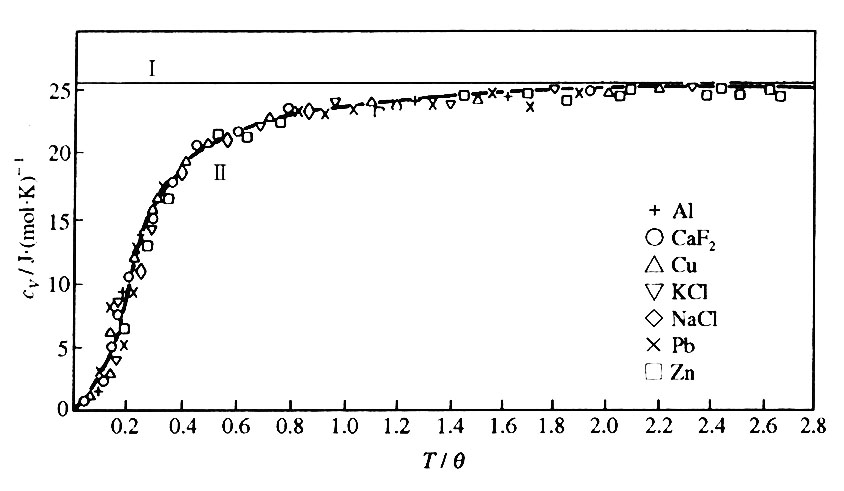 I
25
20
15
10
5
0
II
c_V / J·(mol·K)⁻¹
+ Al
○ CaF₂
△ Cu
▽ KCl
◇ NaCl
× Pb
□ Zn
0.2 0.4 0.6 0.8 1.0 1.2 1.4 1.6 1.8 2.0 2.2 2.4 2.6 2.8
T / θ